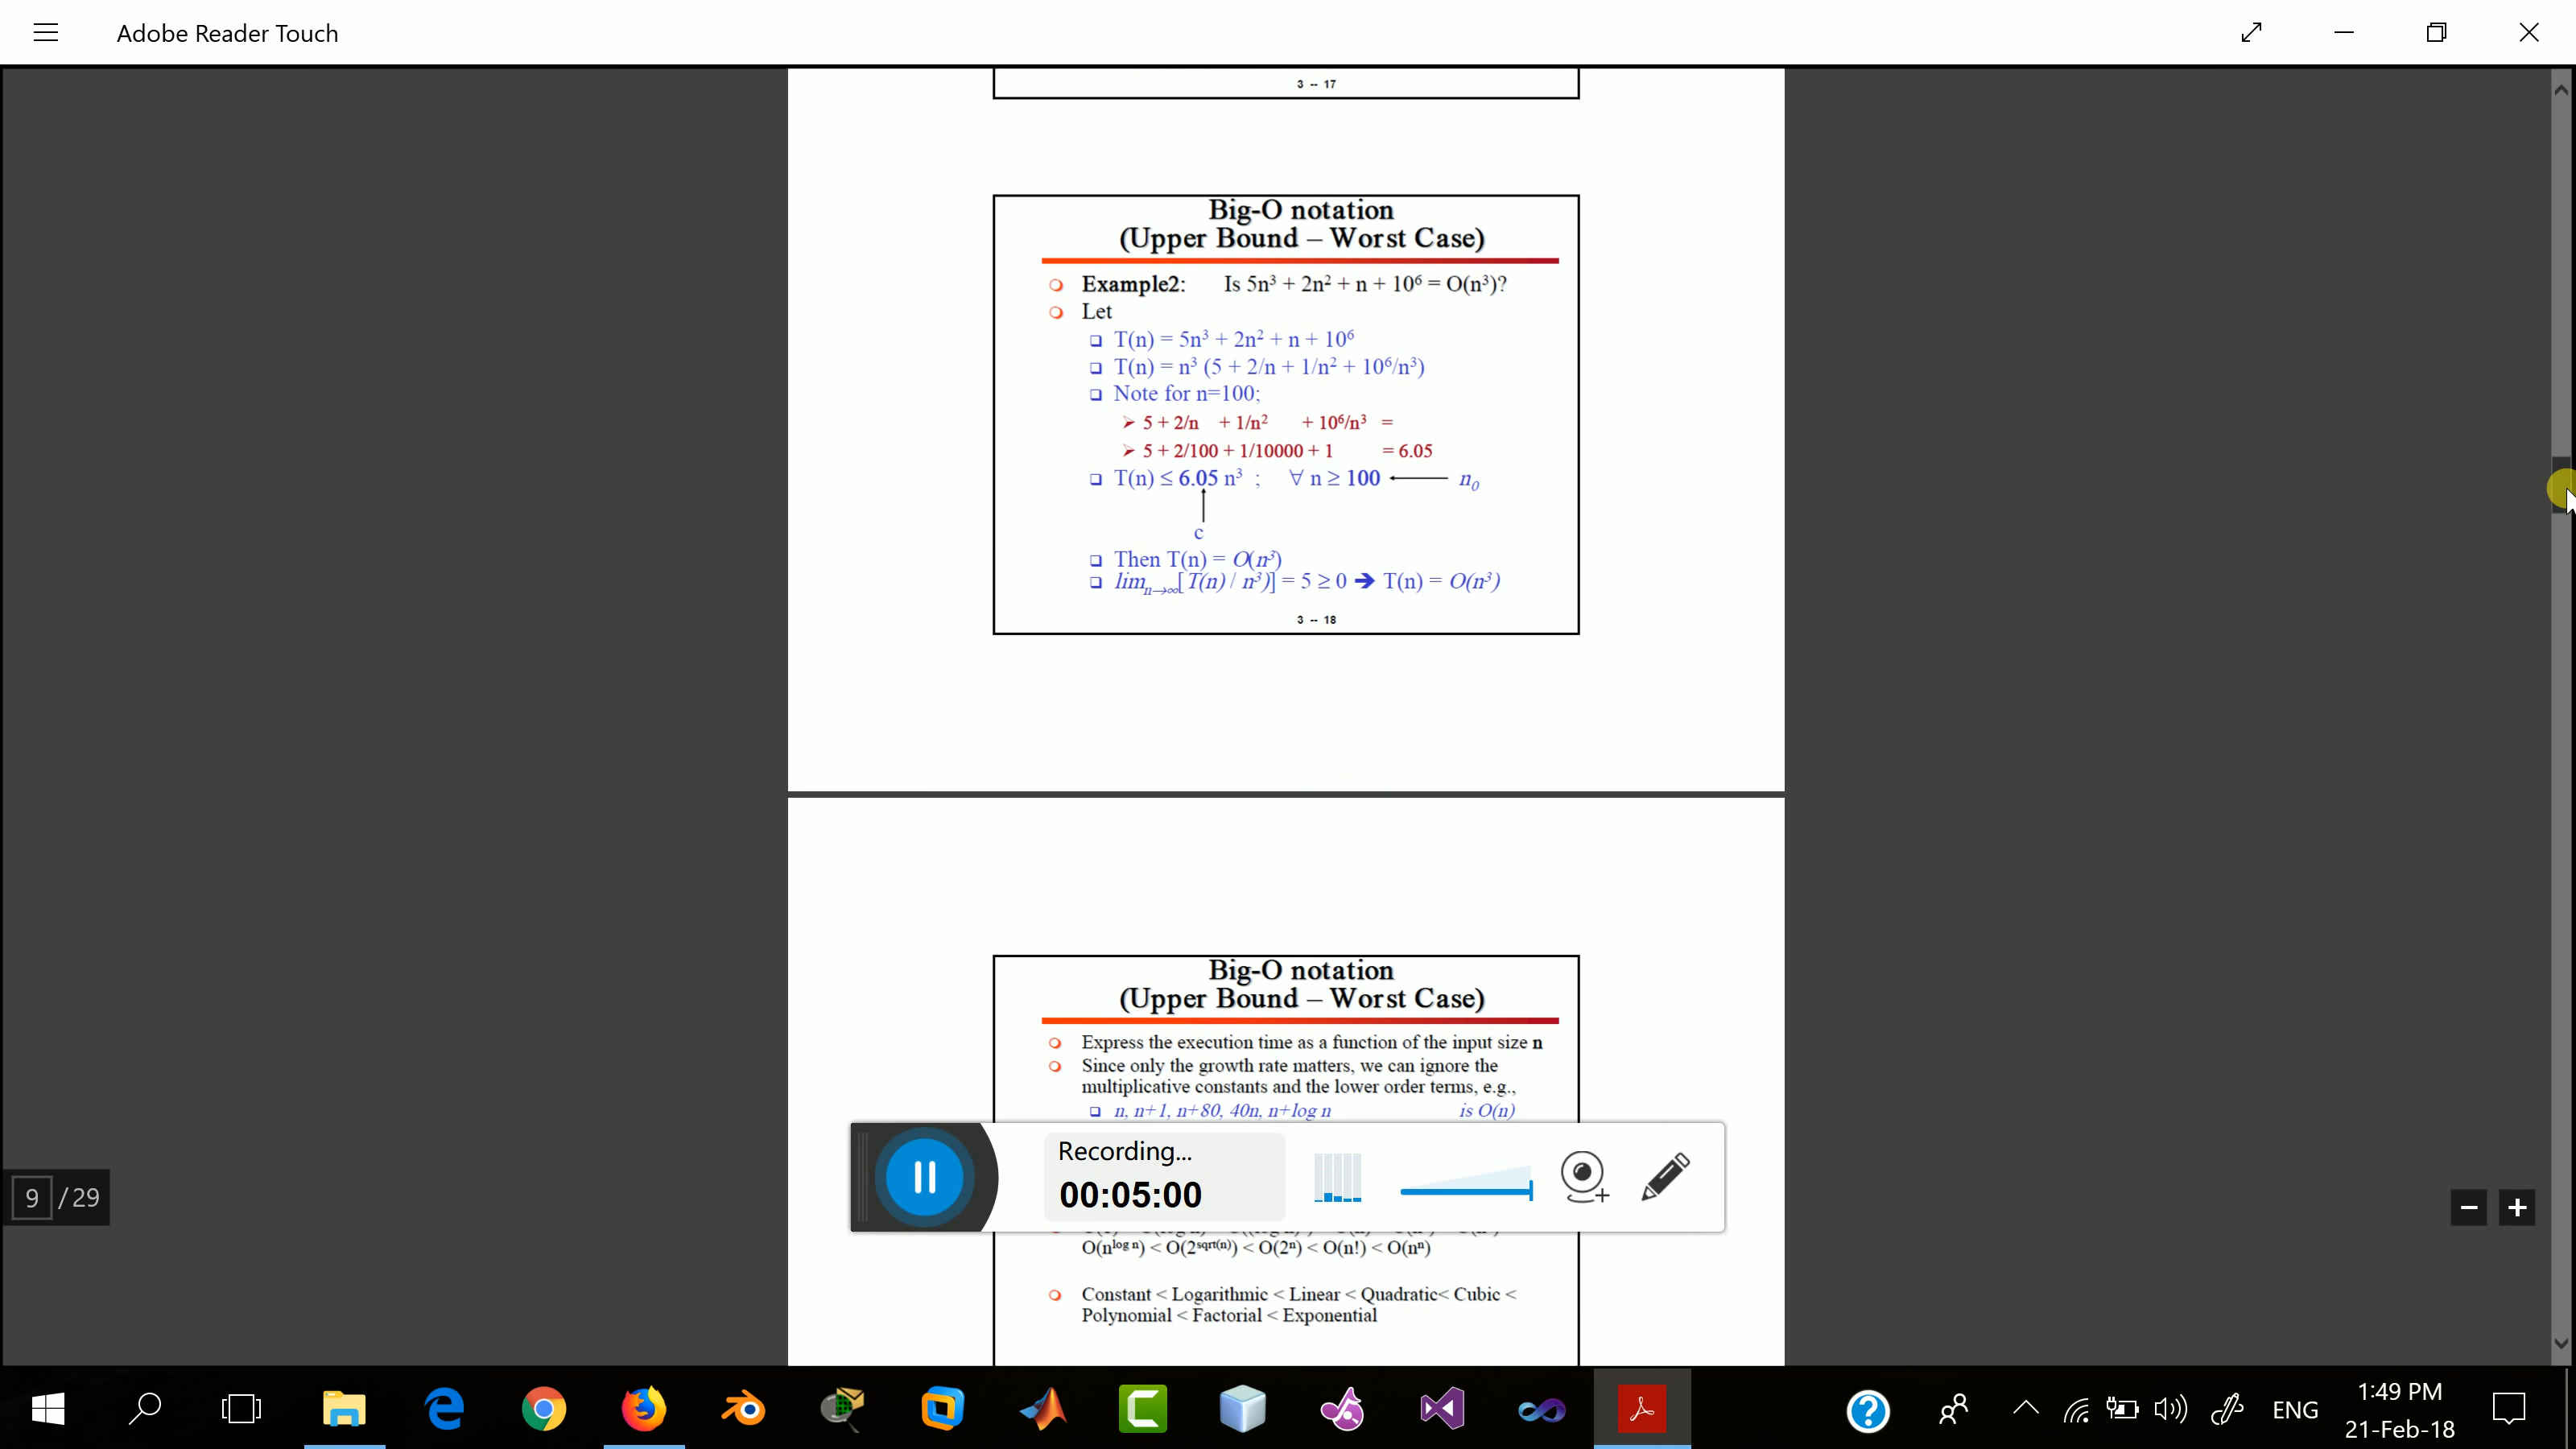 Adobe Reader Touch
3 -- 17
Big-O notation
(Upper Bound – Worst Case)
Example2: Is 5n³ + 2n² + n + 10⁶ = O(n³)?
Let
T(n) = 5n³ + 2n² + n + 10⁶
T(n) = n³ (5 + 2/n + 1/n² + 10⁶/n³)
Note for n=100;
5 + 2/n + 1/n² + 10⁶/n³ =
5 + 2/100 + 1/10000 + 1 = 6.05
T(n) ≤ 6.05 n³ ; ∀ n ≥ 100 ← n₀
c
Then T(n) = O(n³)
limₙ→∞[ T(n) / n³)] = 5 ≥ 0 ➔ T(n) = O(n³)
3 -- 18
Big-O notation
(Upper Bound – Worst Case)
Express the execution time as a function of the input size n
Since only the growth rate matters, we can ignore the
multiplicative constants and the lower order terms, e.g.,
n, n+1, n+80, 40n, n+log n is O(n)
Recording...
00:05:00
9 / 29
O(n^log n) < O(2^sqrt(n)) < O(2ⁿ) < O(n!) < O(nⁿ)
Constant < Logarithmic < Linear < Quadratic< Cubic <
Polynomial < Factorial < Exponential
ENG
1:49 PM
21-Feb-18